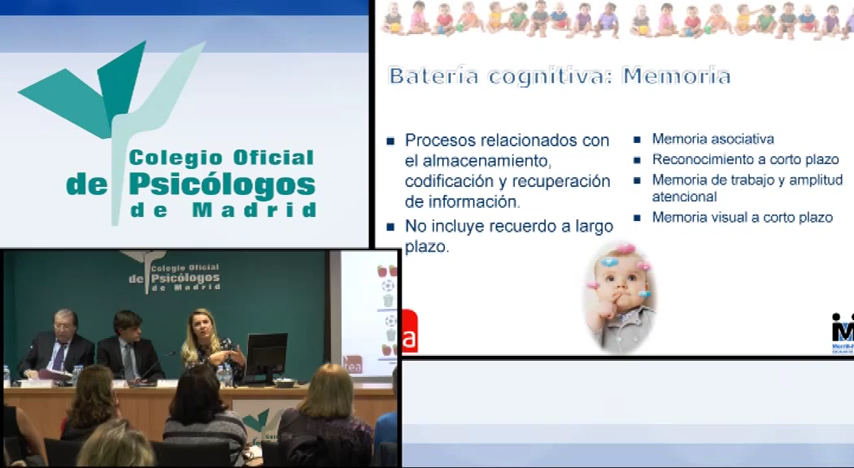 Colegio Oficial
de Psicólogos
de Madrid
Batería cognitiva: Memoria
Procesos relacionados con
el almacenamiento,
codificación y recuperación
de información.
No incluye recuerdo a largo
plazo.
Memoria asociativa
Reconocimiento a corto plazo
Memoria de trabajo y amplitud
atencional
Memoria visual a corto plazo
Colegio Oficial
de Psicólogos
de Madrid
tea